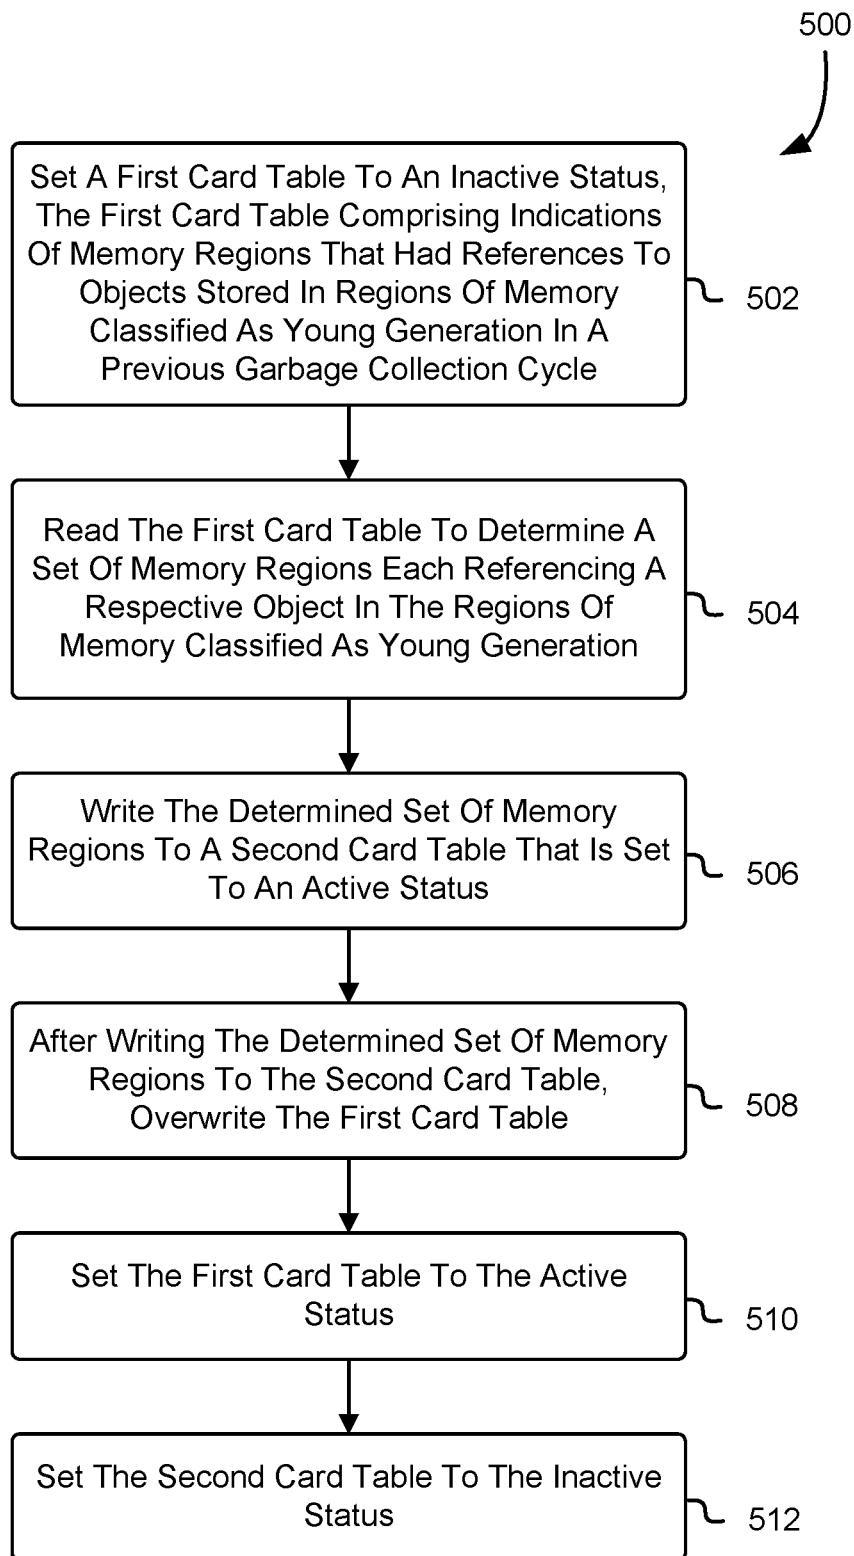 500
Set A First Card Table To An Inactive Status,
The First Card Table Comprising Indications
Of Memory Regions That Had References To
Objects Stored In Regions Of Memory
Classified As Young Generation In A
Previous Garbage Collection Cycle
502
Read The First Card Table To Determine A
Set Of Memory Regions Each Referencing A
Respective Object In The Regions Of
Memory Classified As Young Generation
504
Write The Determined Set Of Memory
Regions To A Second Card Table That Is Set
To An Active Status
506
After Writing The Determined Set Of Memory
Regions To The Second Card Table,
Overwrite The First Card Table
508
Set The First Card Table To The Active
Status
510
Set The Second Card Table To The Inactive
Status
512